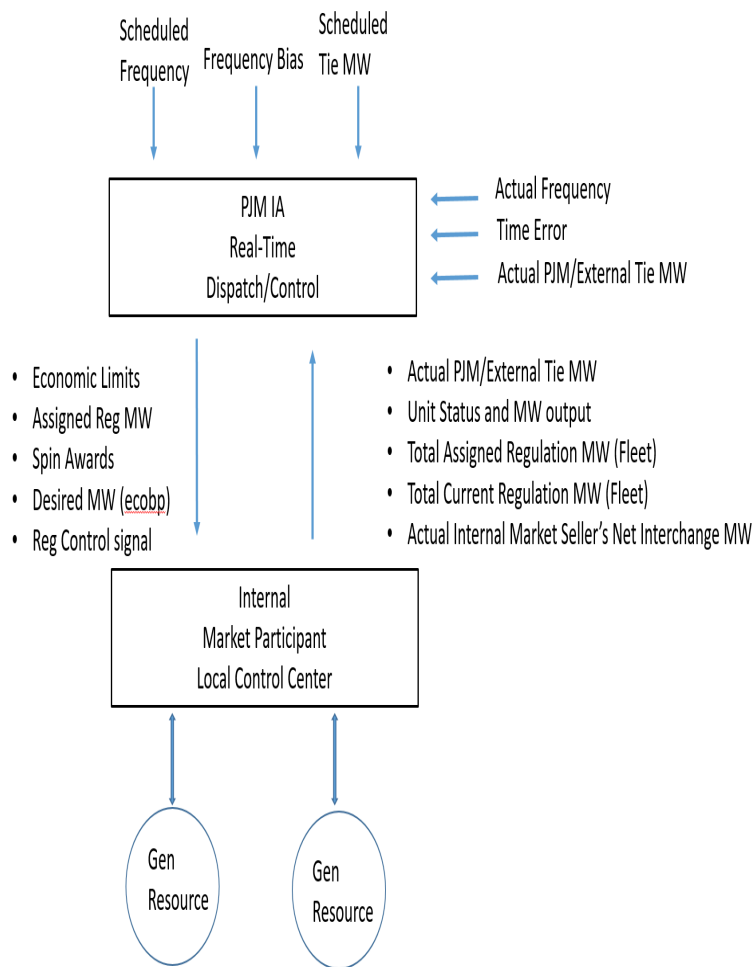 Scheduled
Frequency
Frequency Bias
Scheduled
Tie MW
PJM IA
Real-Time
Dispatch/Control
Actual Frequency
Time Error
Actual PJM/External Tie MW
• Economic Limits
• Assigned Reg MW
• Spin Awards
• Desired MW (ecobp)
• Reg Control signal
• Actual PJM/External Tie MW
• Unit Status and MW output
• Total Assigned Regulation MW (Fleet)
• Total Current Regulation MW (Fleet)
• Actual Internal Market Seller's Net Interchange MW
Internal
Market Participant
Local Control Center
Gen
Resource
Gen
Resource